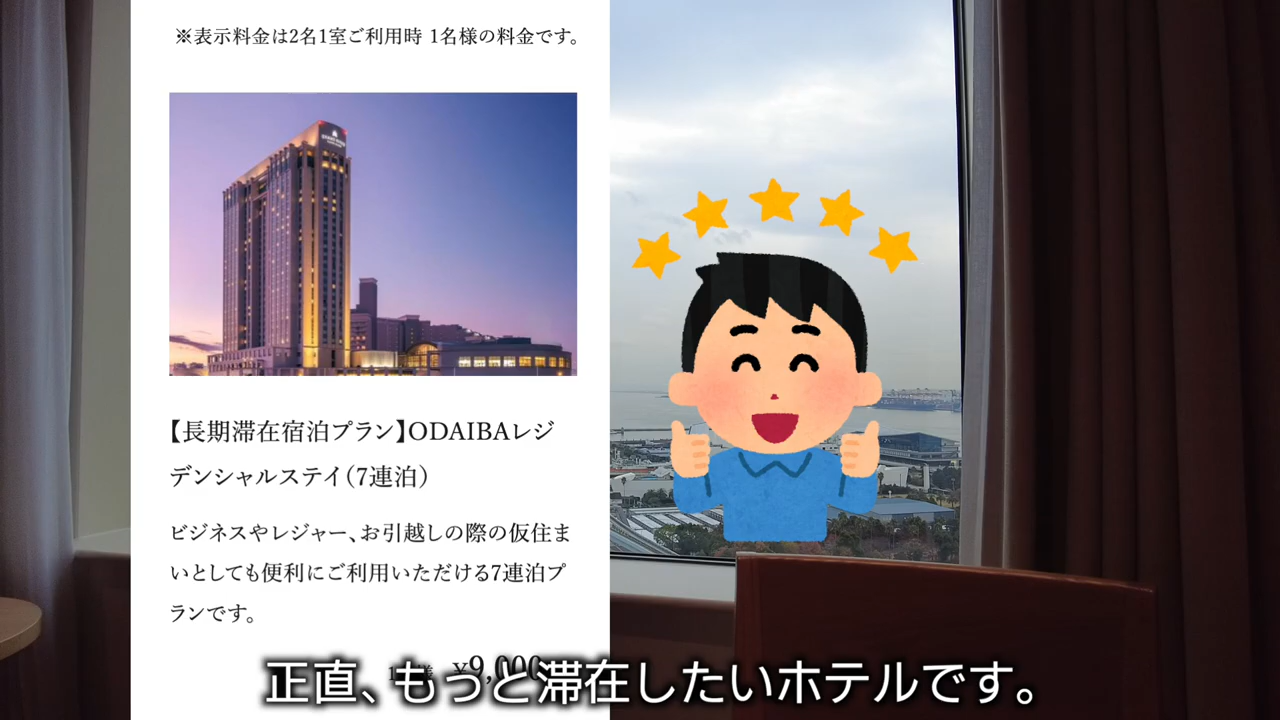 ※表示料金は2名1室ご利用時 1名様の料金です。
【長期滞在宿泊プラン】ODAIBAレジ
デンシャルステイ（7連泊）
ビジネスやレジャー、お引越しの際の仮住ま
いとしても便利にご利用いただける7連泊プ
ランです。
¥9,000
正直、もっと滞在したいホテルです。